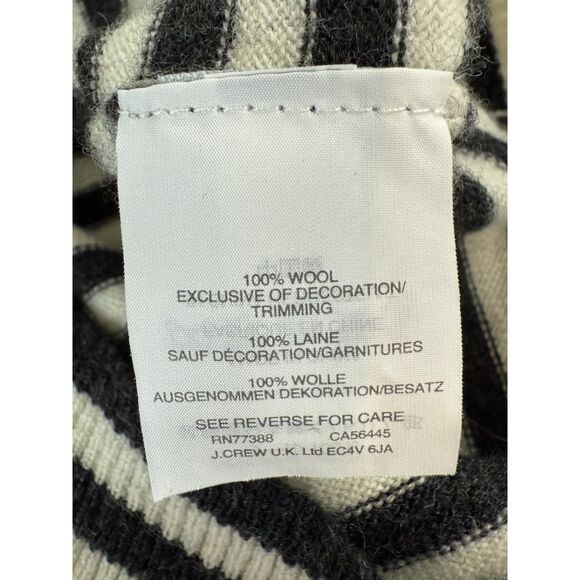 100% WOOL
EXCLUSIVE OF DECORATION/
TRIMMING
100% LAINE
SAUF DÉCORATION/GARNITURES
100% WOLLE
AUSGENOMMEN DEKORATION/BESATZ
SEE REVERSE FOR CARE
RN77388 CA56445
J.CREW U.K. Ltd EC4V 6JA